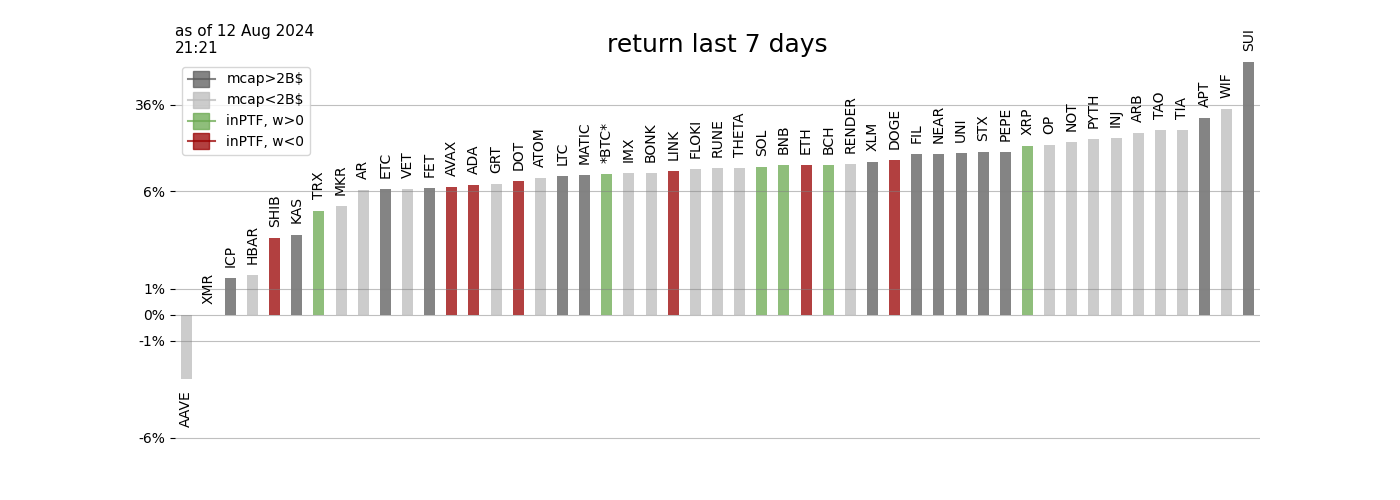 as of 12 Aug 2024
21:21
return last 7 days
mcap>2B$
mcap<2B$
inPTF, w>0
inPTF, w<0
36%
6%
1%
0%
-1%
-6%
AAVE
XMR
ICP
HBAR
SHIB
KAS
TRX
MKR
AR
ETC
VET
FET
AVAX
ADA
GRT
DOT
ATOM
LTC
MATIC
*BTC*
IMX
BONK
LINK
FLOKI
RUNE
THETA
SOL
BNB
ETH
BCH
RENDER
XLM
DOGE
FIL
NEAR
UNI
STX
PEPE
XRP
OP
NOT
PYTH
INJ
ARB
TAO
TIA
APT
WIF
SUI